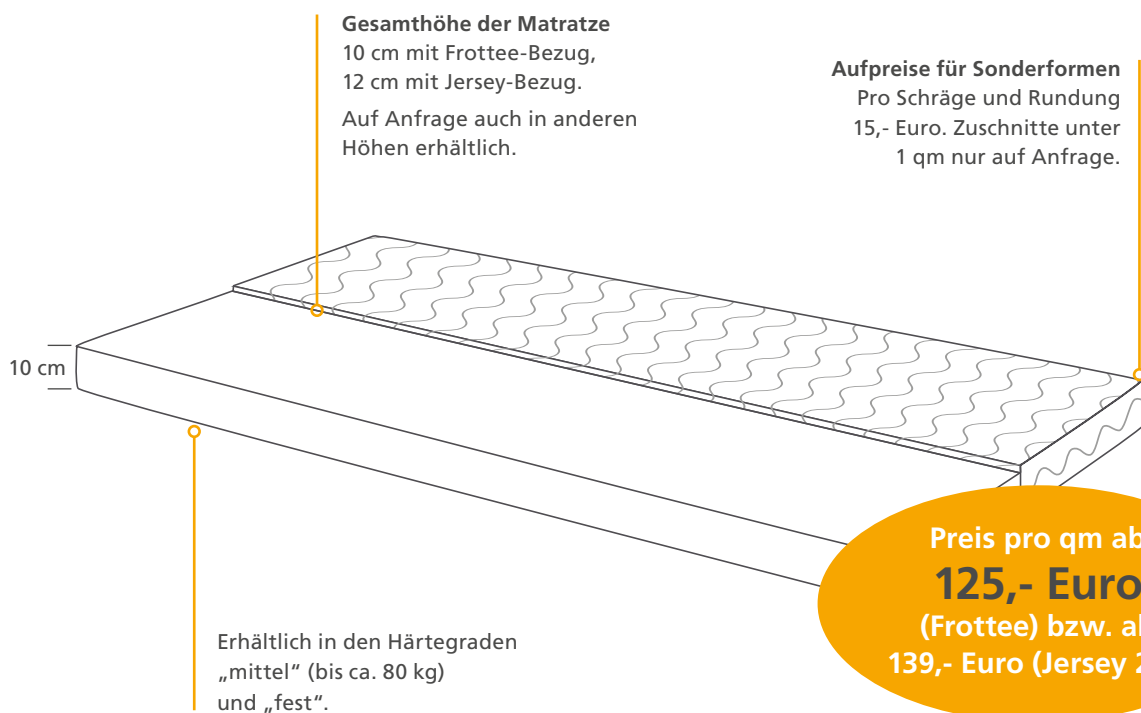 Gesamthöhe der Matratze
10 cm mit Frottee-Bezug,
12 cm mit Jersey-Bezug.
Auf Anfrage auch in anderen
Höhen erhältlich.
Aufpreise für Sonderformen
Pro Schräge und Rundung
15,- Euro. Zuschnitte unter
1 qm nur auf Anfrage.
10 cm
Erhältlich in den Härtegraden
„mittel“ (bis ca. 80 kg)
und „fest“.
Preis pro qm ab
125,- Euro
(Frottee) bzw.
139,- Euro (Jersey